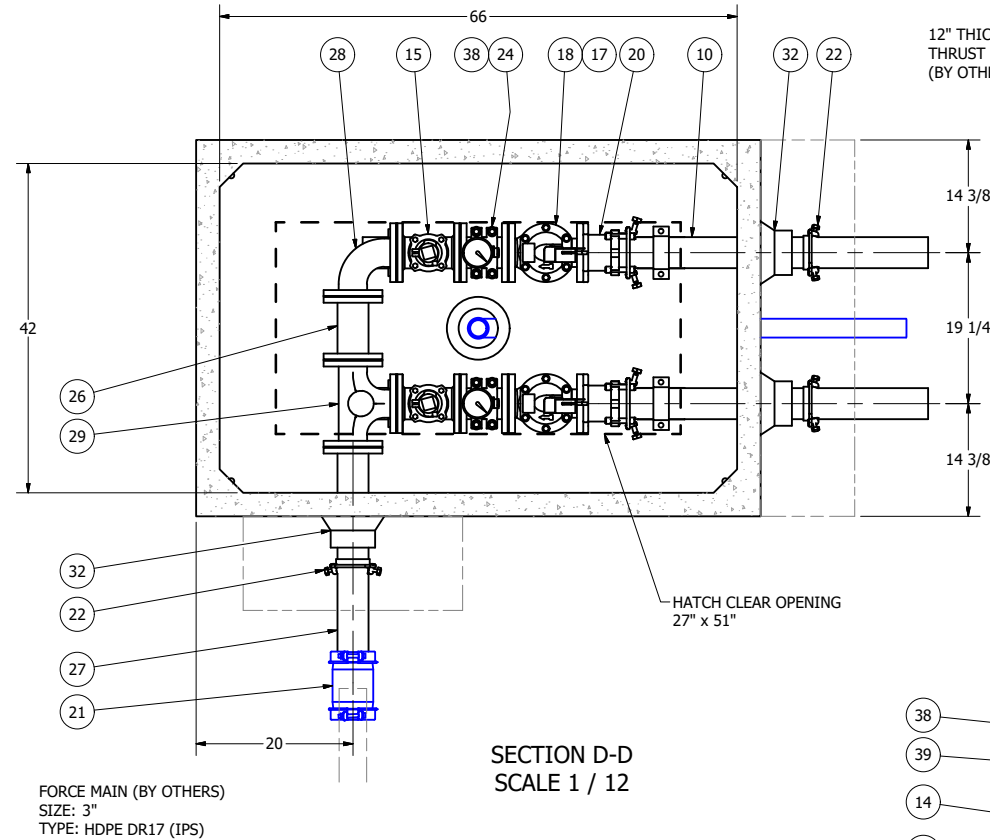 66
12" THIC
THRUST
(BY OTH
28
15
38
24
18
17
20
10
32
22
14 3/8
42
19 1/4
26
29
14 3/8
32
22
HATCH CLEAR OPENING
27" x 51"
27
21
38
20
SECTION D-D
SCALE 1 / 12
39
FORCE MAIN (BY OTHERS)
SIZE: 3"
TYPE: HDPE DR17 (IPS)
14